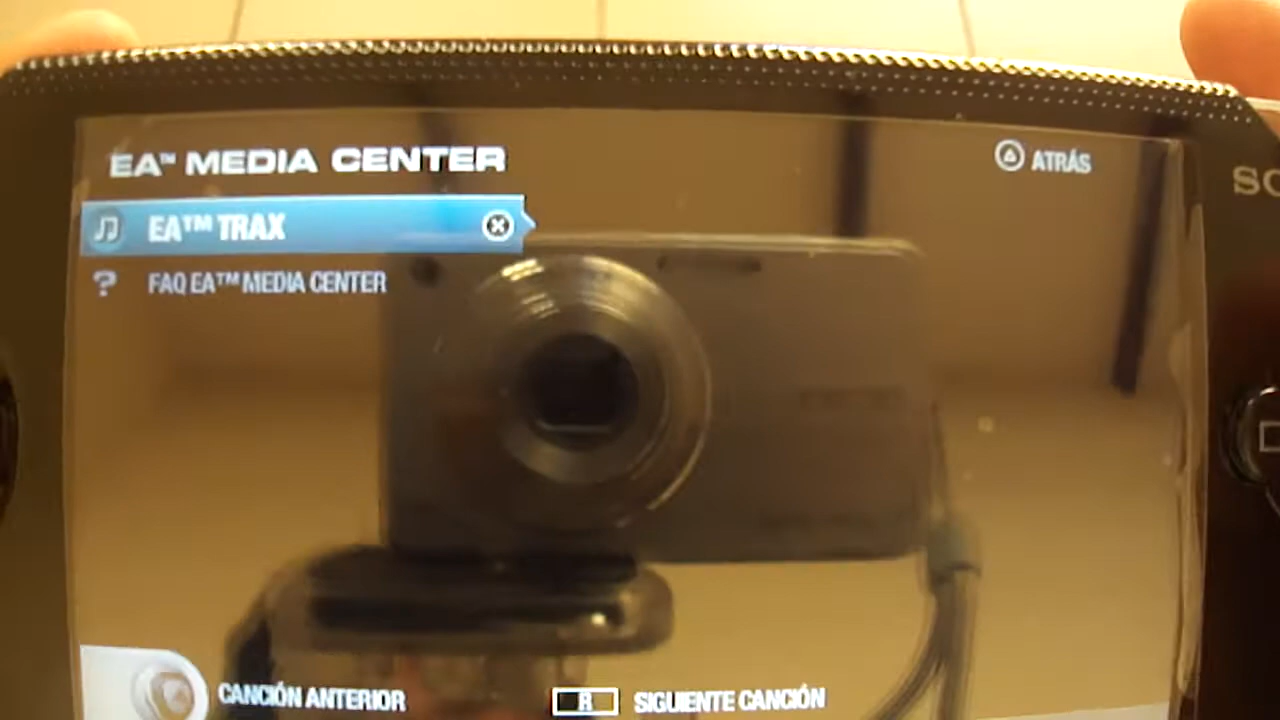 EA™ MEDIA CENTER
ATRÁS
EA™ TRAX
FAQ EA™ MEDIA CENTER
CANCIÓN ANTERIOR
R SIGUIENTE CANCIÓN